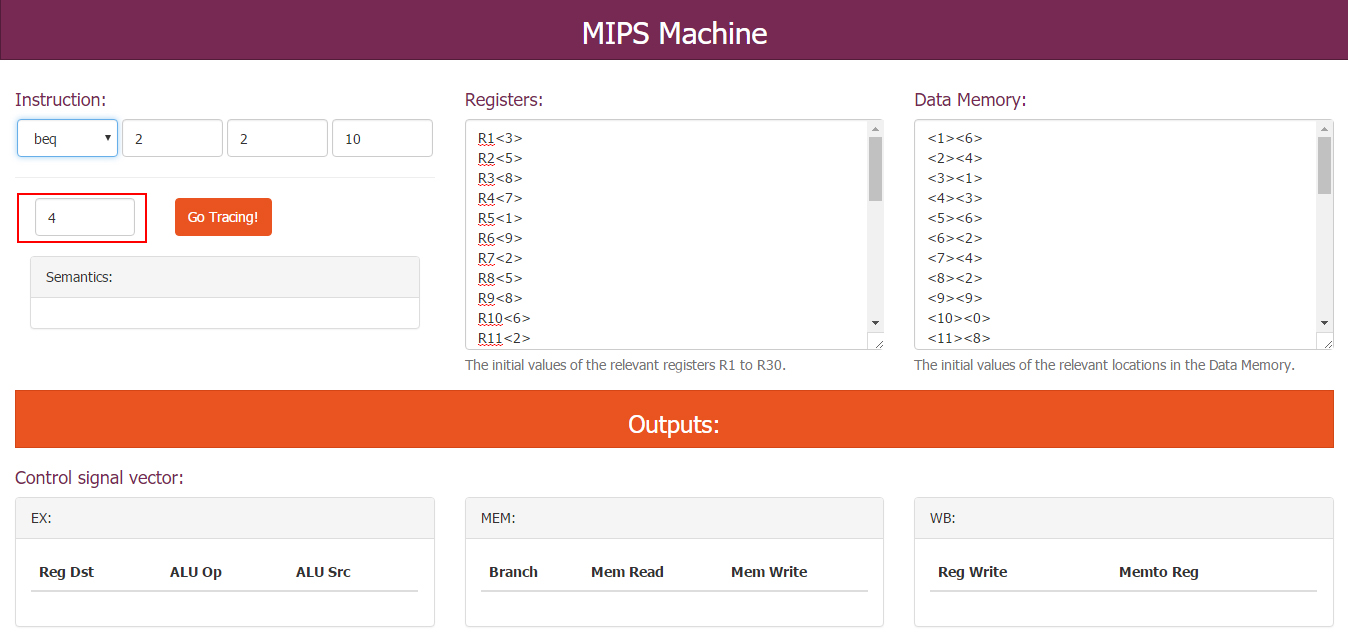 MIPS Machine
Instruction:
beq 2 2 10
4 Go Tracing!
Semantics:
Registers:
R1<3>
R2<5>
R3<8>
R4<7>
R5<1>
R6<9>
R7<2>
R8<5>
R9<8>
R10<6>
R11<2>
The initial values of the relevant registers R1 to R30.
Data Memory:
<1><6>
<2><4>
<3><1>
<4><3>
<5><6>
<6><2>
<7><4>
<8><2>
<9><9>
<10><0>
<11><8>
The initial values of the relevant locations in the Data Memory.
Outputs:
Control signal vector:
EX:
Reg Dst ALU Op ALU Src
MEM:
Branch Mem Read Mem Write
WB:
Reg Write Memto Reg